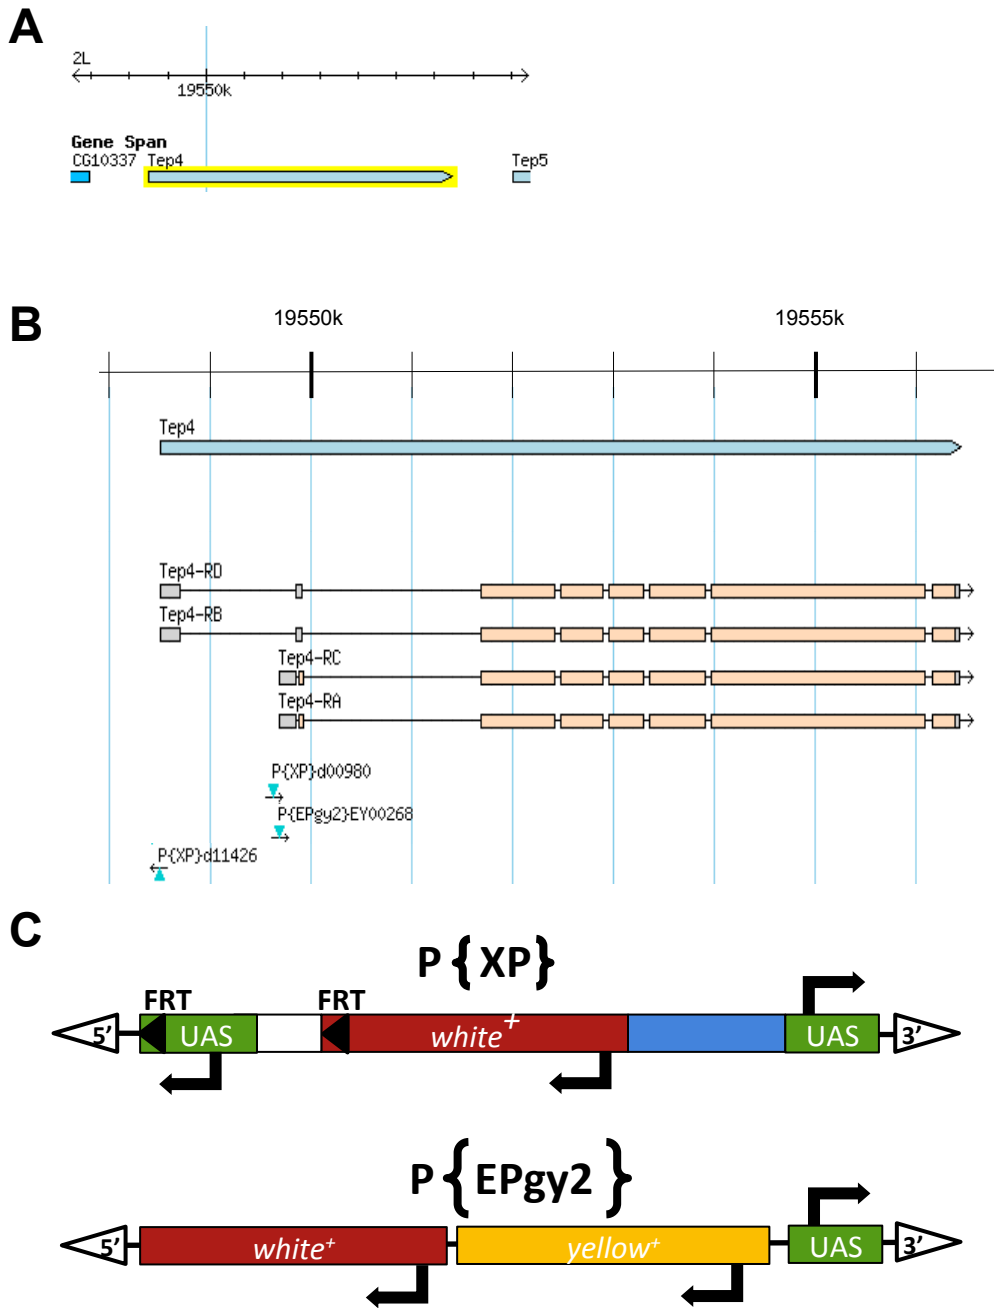 A
2L
19550k
Gene Span
CG10337 Tep4
Tep5
B
19550k 19555k
Tep4
Tep4-RD
Tep4-RB
Tep4-RC
Tep4-RA
P{XP}d00980
P{EPgy2}EY00268
P{XP}d11426
C
P { XP }
FRT FRT
5' UAS white+ UAS 3'
P { EPgy2 }
5' white+ yellow+ UAS 3'